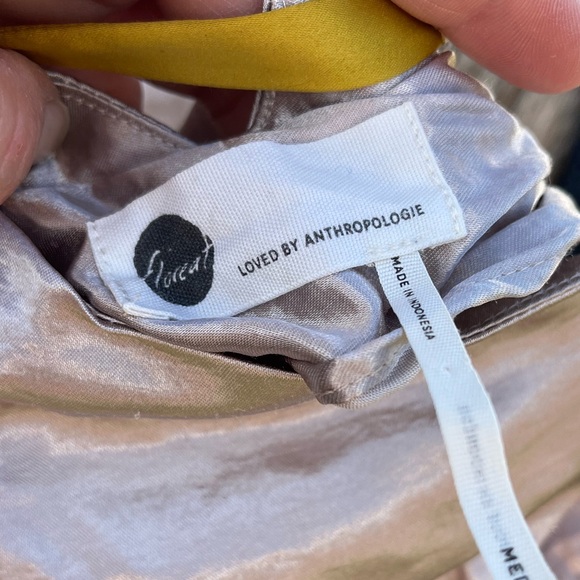 floreat
LOVED BY ANTHROPOLOGIE
MADE IN INDONESIA